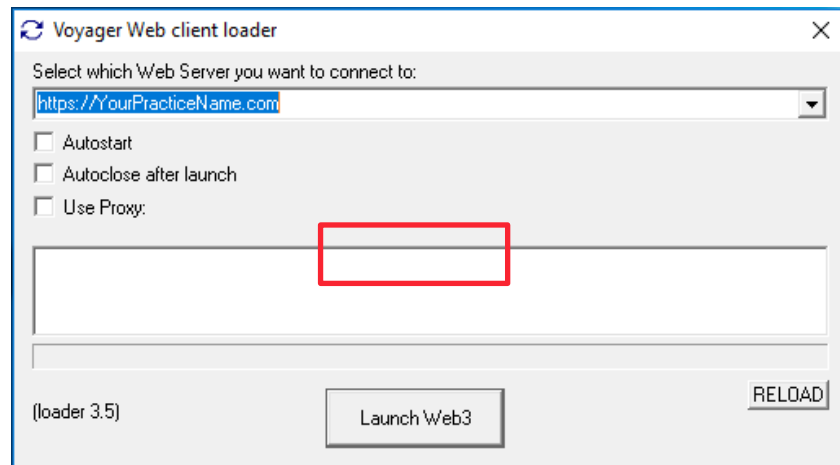 Voyager Web client loader
Select which Web Server you want to connect to:
https://YourPracticeName.com
Autostart
Autoclose after launch
Use Proxy:
RELOAD
(loader 3.5)
Launch Web3